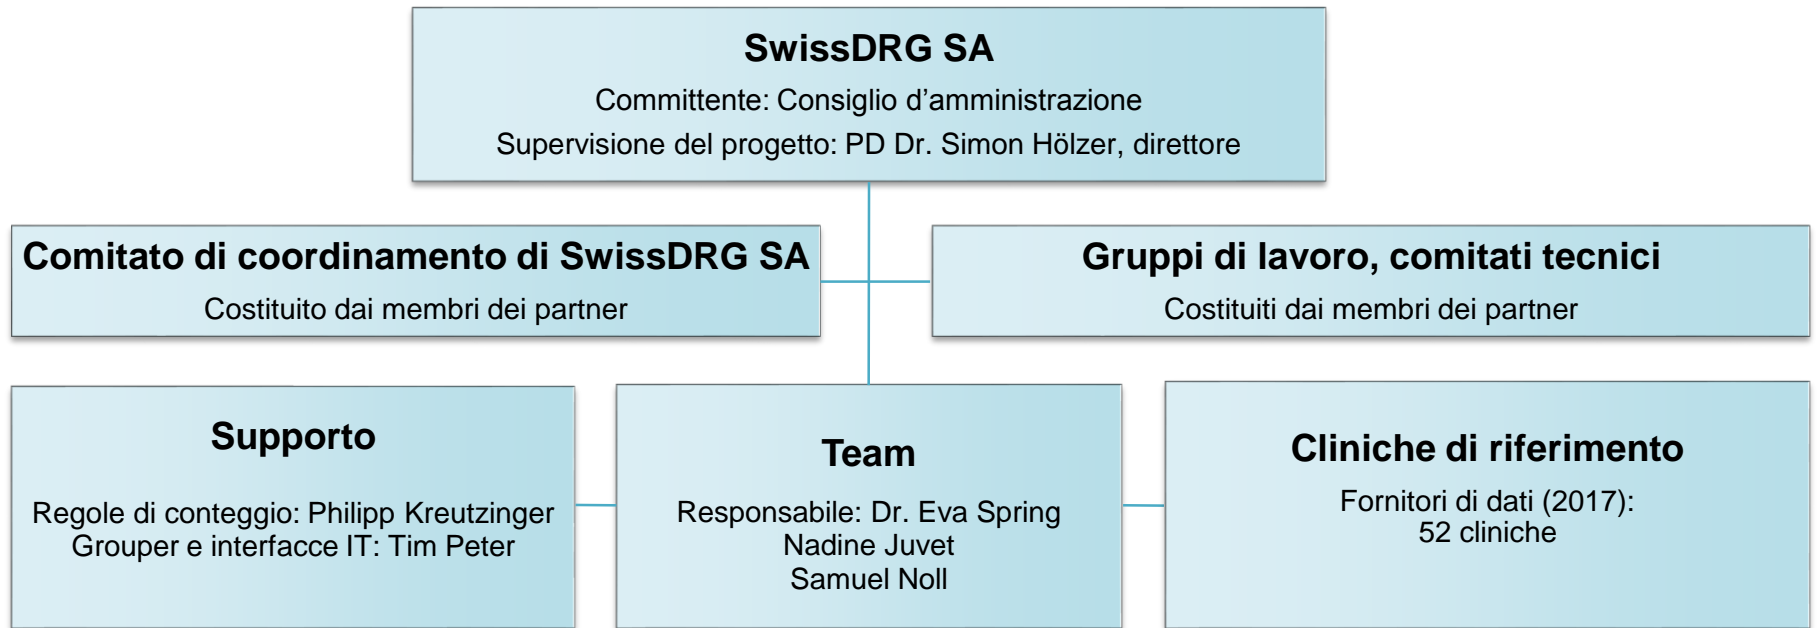 SwissDRG SA
Committente: Consiglio d’amministrazione
Supervisione del progetto: PD Dr. Simon Hölzer, direttore
Comitato di coordinamento di SwissDRG SA
Costituito dai membri dei partner
Gruppi di lavoro, comitati tecnici
Costituiti dai membri dei partner
Supporto
Regole di conteggio: Philipp Kreutzinger
Grouper e interfacce IT: Tim Peter
Team
Responsabile: Dr. Eva Spring
Nadine Juvet
Samuel Noll
Cliniche di riferimento
Fornitori di dati (2017):
52 cliniche